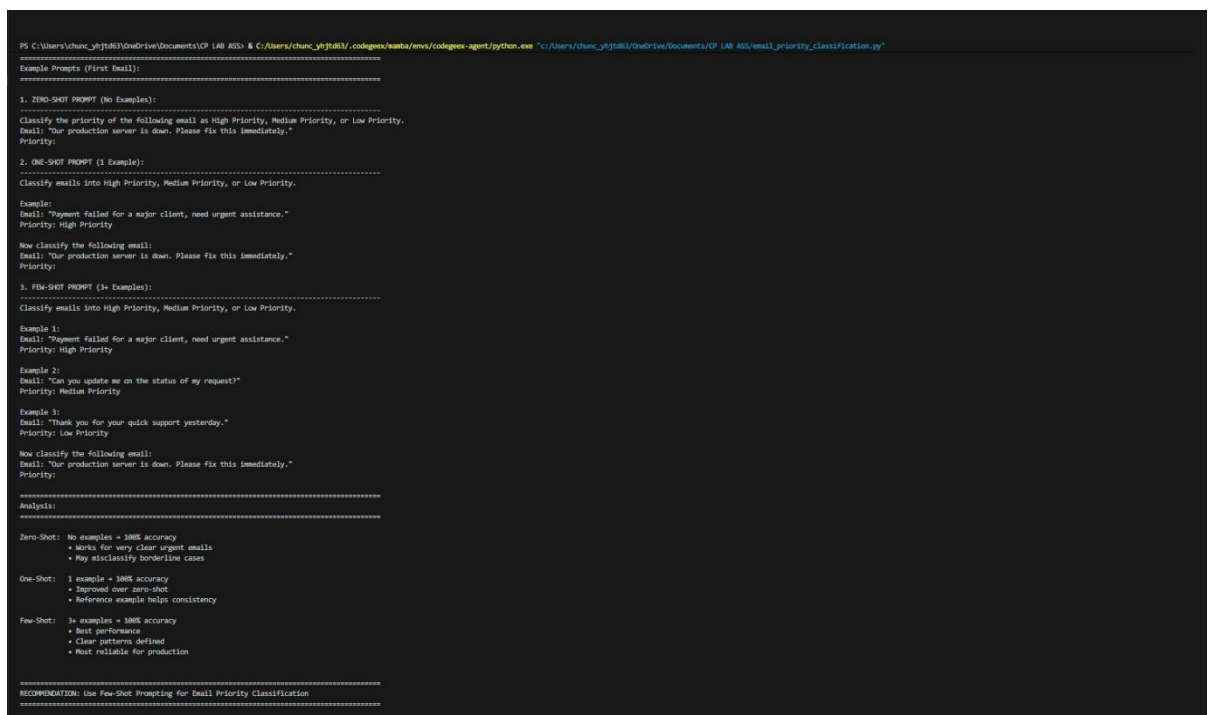 PS C:\Users\chunc_yhjtd63\OneDrive\Documents\CP LAB ASS> & C:/Users/chunc_yhjtd63/.codegeex/mamba/envs/codegeex-agent/python.exe "c:/Users/chunc_yhjtd63/OneDrive/Documents/CP LAB ASS/email_priority_classification.py"
==========================================================================================
Example Prompts (First Email):
==========================================================================================
1. ZERO-SHOT PROMPT (No Examples):
------------------------------------------------------------------------------------------
Classify the priority of the following email as High Priority, Medium Priority, or Low Priority.
Email: "Our production server is down. Please fix this immediately."
Priority:
2. ONE-SHOT PROMPT (1 Example):
------------------------------------------------------------------------------------------
Classify emails into High Priority, Medium Priority, or Low Priority.
Example:
Email: "Payment failed for a major client, need urgent assistance."
Priority: High Priority
Now classify the following email:
Email: "Our production server is down. Please fix this immediately."
Priority:
3. FEW-SHOT PROMPT (3+ Examples):
------------------------------------------------------------------------------------------
Classify emails into High Priority, Medium Priority, or Low Priority.
Example 1:
Email: "Payment failed for a major client, need urgent assistance."
Priority: High Priority
Example 2:
Email: "Can you update me on the status of my request?"
Priority: Medium Priority
Example 3:
Email: "Thank you for your quick support yesterday."
Priority: Low Priority
Now classify the following email:
Email: "Our production server is down. Please fix this immediately."
Priority:
==========================================================================================
Analysis:
==========================================================================================
Zero-Shot: No examples → 100% accuracy
• Works for very clear urgent emails
• May misclassify borderline cases
One-Shot: 1 example → 100% accuracy
• Improved over zero-shot
• Reference example helps consistency
Few-Shot: 3+ examples → 100% accuracy
• Best performance
• Clear patterns defined
• Most reliable for production
==========================================================================================
RECOMMENDATION: Use Few-Shot Prompting for Email Priority Classification
==========================================================================================